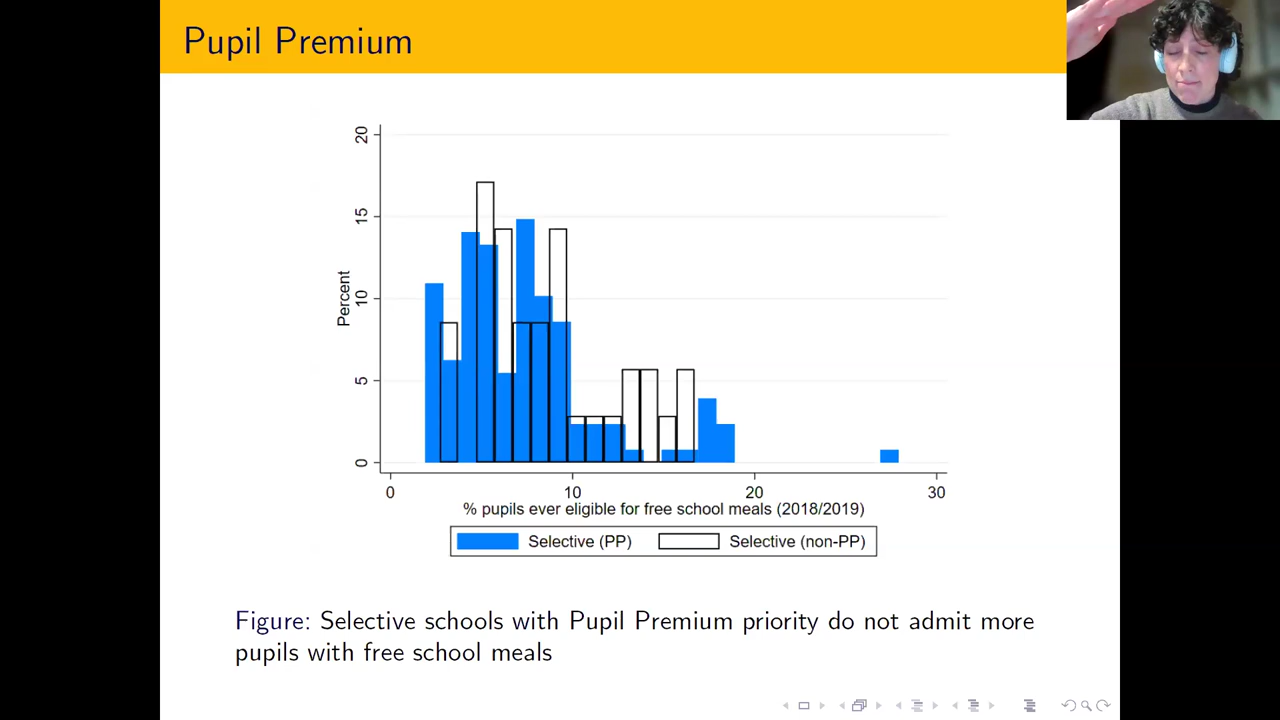 Pupil Premium
20
15
10
5
0
Percent
0 10 20 30
% pupils ever eligible for free school meals (2018/2019)
Selective (PP) Selective (non-PP)
Figure: Selective schools with Pupil Premium priority do not admit more
pupils with free school meals